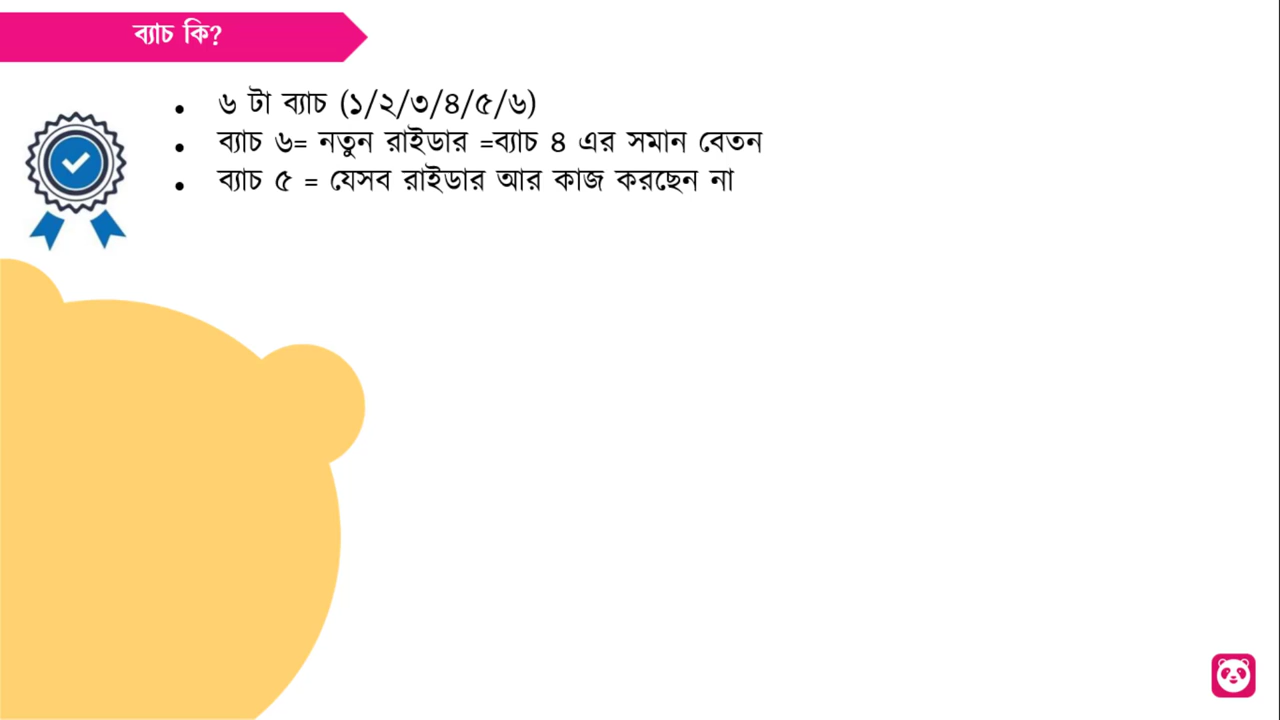 ব্যাচ কি?
৬ টা ব্যাচ (১/২/৩/৪/৫/৬)
ব্যাচ ৬= নতুন রাইডার =ব্যাচ ৪ এর সমান বেতন
ব্যাচ ৫ = যেসব রাইডার আর কাজ করছেন না